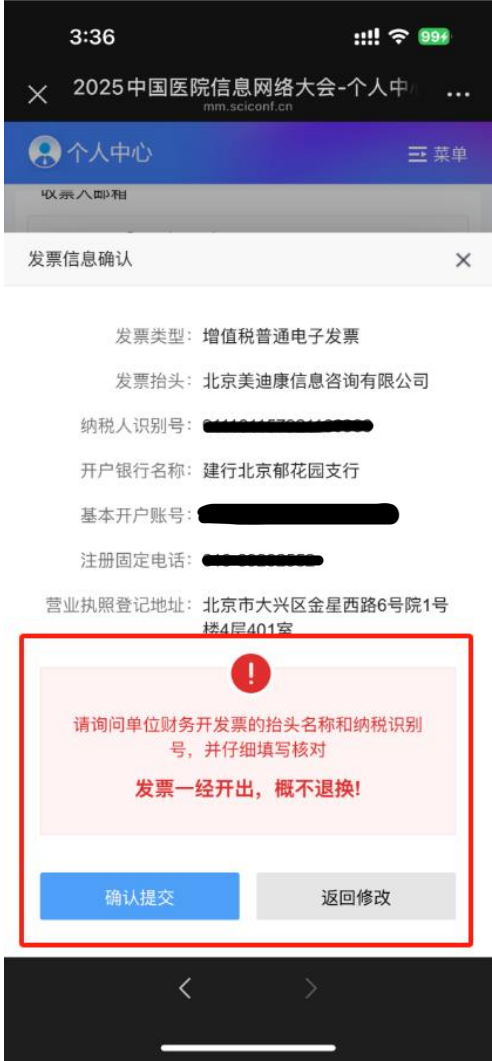 3:36
99
2025中国医院信息网络大会-个人中
mm.sciconf.cn
个人中心
菜单
收票人邮箱
发票信息确认
发票类型：增值税普通电子发票
发票抬头：北京美迪康信息咨询有限公司
纳税人识别号：
开户银行名称：建行北京郁花园支行
基本开户账号：
注册固定电话：
营业执照登记地址：北京市大兴区金星西路6号院1号
楼4层401室
请询问单位财务开发票的抬头名称和纳税识别
号，并仔细填写核对
发票一经开出，概不退换!
确认提交
返回修改